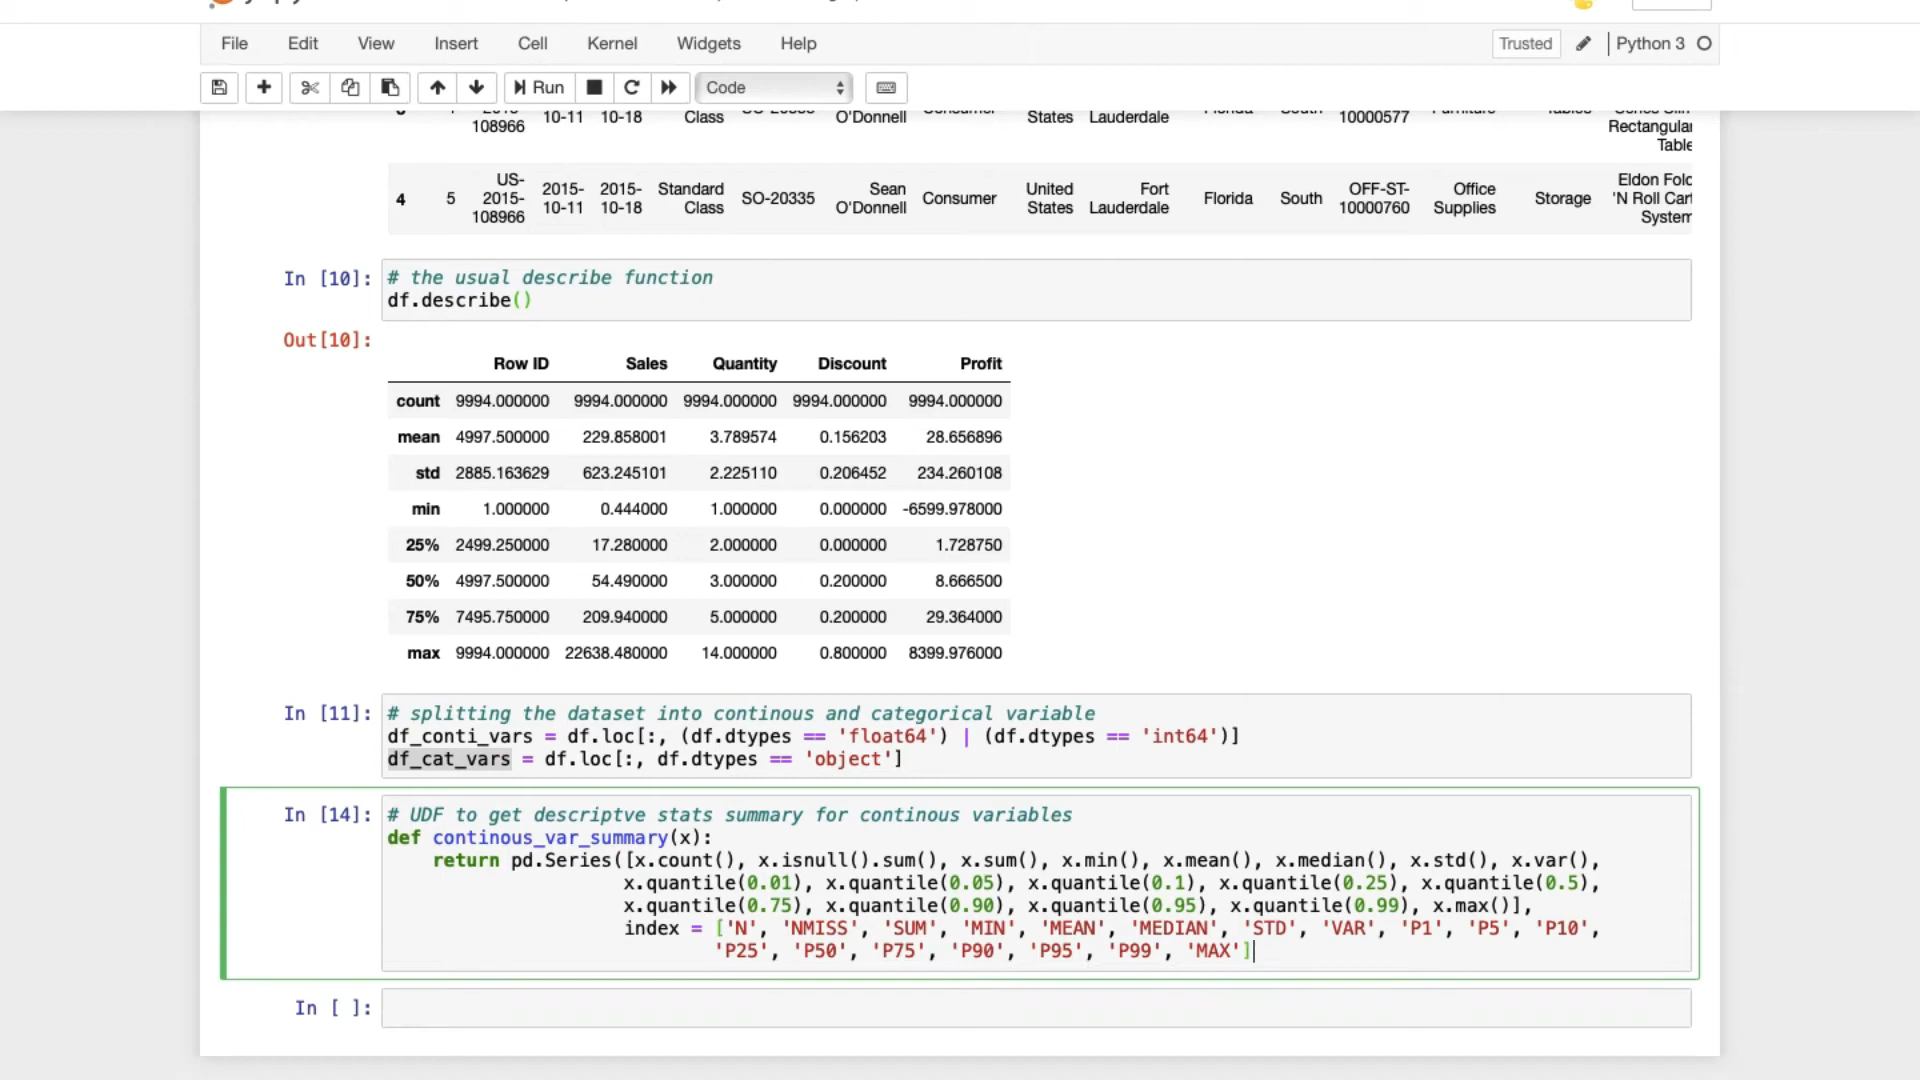 File Edit View Insert Cell Kernel Widgets Help Trusted Python 3
Run Code
108966 10-11 10-18 Class O'Donnell States Lauderdale 10000577 Rectangular
Table
4 5 US-2015-108966 2015-10-11 2015-10-18 Standard Class SO-20335 Sean O'Donnell Consumer United States Fort Lauderdale Florida South OFF-ST-10000760 Office Supplies Storage Eldon Fold 'N Roll Cart System
In [10]: # the usual describe function
df.describe()
Out[10]:
Row ID Sales Quantity Discount Profit
count 9994.000000 9994.000000 9994.000000 9994.000000 9994.000000
mean 4997.500000 229.858001 3.789574 0.156203 28.656896
std 2885.163629 623.245101 2.225110 0.206452 234.260108
min 1.000000 0.444000 1.000000 0.000000 -6599.978000
25% 2499.250000 17.280000 2.000000 0.000000 1.728750
50% 4997.500000 54.490000 3.000000 0.200000 8.666500
75% 7495.750000 209.940000 5.000000 0.200000 29.364000
max 9994.000000 22638.480000 14.000000 0.800000 8399.976000
In [11]: # splitting the dataset into continous and categorical variable
df_conti_vars = df.loc[:, (df.dtypes == 'float64') | (df.dtypes == 'int64')]
df_cat_vars = df.loc[:, df.dtypes == 'object']
In [14]: # UDF to get descriptve stats summary for continous variables
def continous_var_summary(x):
return pd.Series([x.count(), x.isnull().sum(), x.sum(), x.min(), x.mean(), x.median(), x.std(), x.var(),
x.quantile(0.01), x.quantile(0.05), x.quantile(0.1), x.quantile(0.25), x.quantile(0.5),
x.quantile(0.75), x.quantile(0.90), x.quantile(0.95), x.quantile(0.99), x.max()],
index = ['N', 'NMISS', 'SUM', 'MIN', 'MEAN', 'MEDIAN', 'STD', 'VAR', 'P1', 'P5', 'P10',
'P25', 'P50', 'P75', 'P90', 'P95', 'P99', 'MAX']
In [ ]: